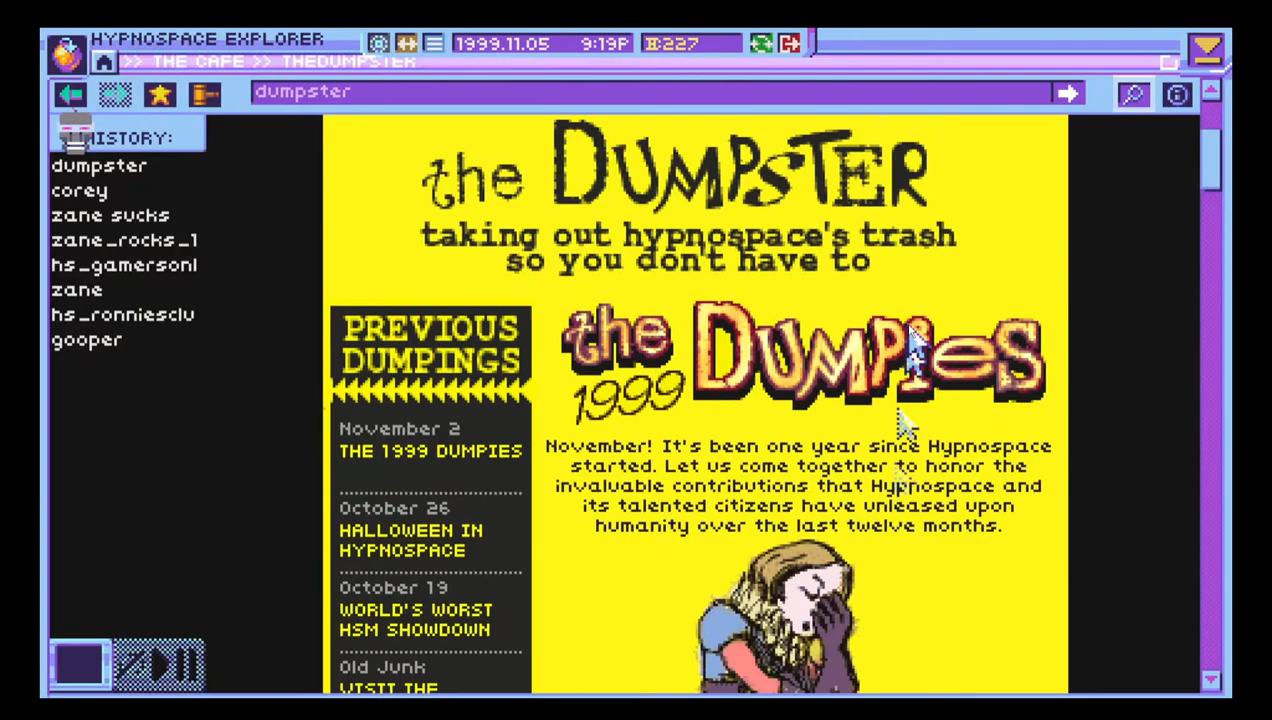 HYPNOSPACE EXPLORER
1999.11.05 9:19P
:227
>> THE CAFE >> THEDUMPSTER
dumpster
HISTORY:
dumpster
corey
zane sucks
zane_rocks_1
hs_gamersonl
zane
hs_ronniesclu
gooper
the DUMPSTER
taking out hypnospace's trash
so you don't have to
PREVIOUS
DUMPINGS
November 2
THE 1999 DUMPIES
October 26
HALLOWEEN IN
HYPNOSPACE
October 19
WORLD'S WORST
HSM SHOWDOWN
Old Junk
VISIT THE
the DUMPieS
1999
November! It's been one year since Hypnospace
started. Let us come together to honor the
invaluable contributions that Hypnospace and
its talented citizens have unleased upon
humanity over the last twelve months.